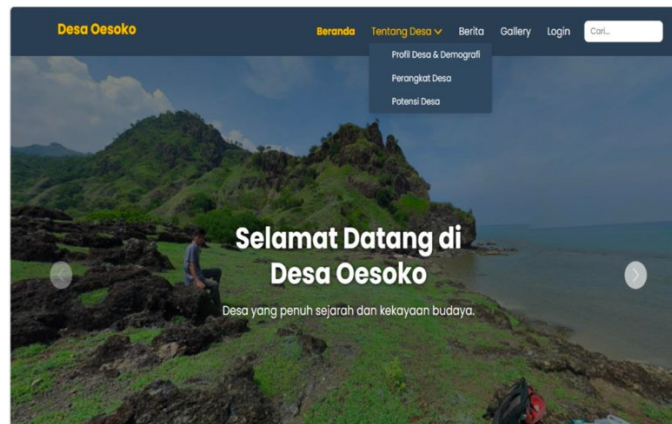 Desa Oesoko
Beranda Tentang Desa Berita Gallery Login Cari...
Profil Desa & Demografi
Perangkat Desa
Potensi Desa
Selamat Datang di
Desa Oesoko
Desa yang penuh sejarah dan kekayaan budaya.